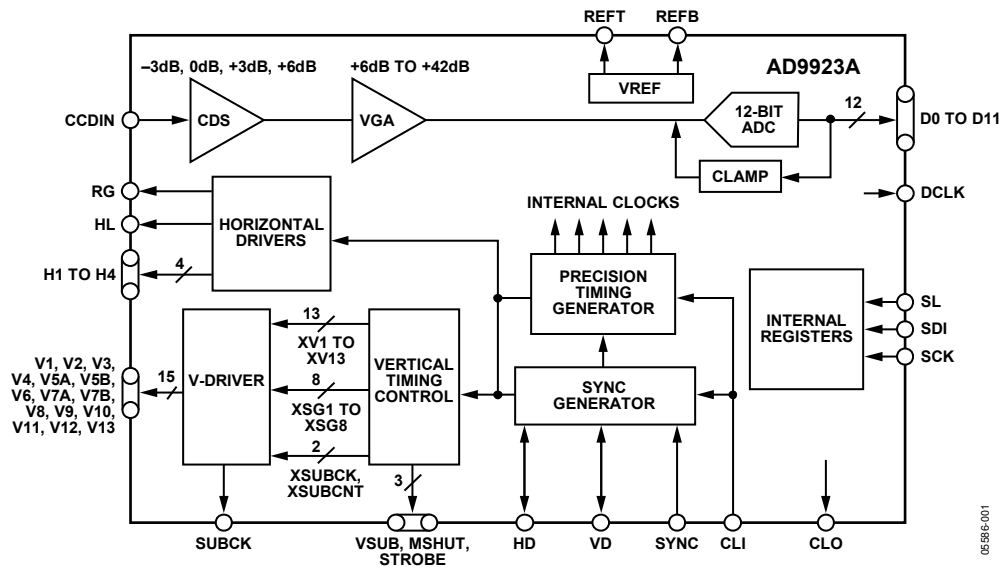 REFT REFB
–3dB, 0dB, +3dB, +6dB
+6dB TO +42dB
AD9923A
VREF
CCDIN
CDS
VGA
12-BIT
ADC
12
D0 TO D11
CLAMP
RG
DCLK
HL
HORIZONTAL
DRIVERS
INTERNAL CLOCKS
H1 TO H4
4
PRECISION
TIMING
GENERATOR
INTERNAL
REGISTERS
SL
SDI
SCK
13
XV1 TO
XV13
V1, V2, V3,
V4, V5A, V5B,
V6, V7A, V7B,
V8, V9, V10,
V11, V12, V13
15
V-DRIVER
8
XSG1 TO
XSG8
VERTICAL
TIMING
CONTROL
SYNC
GENERATOR
2
XSUBCK,
XSUBCNT
3
SUBCK
VSUB, MSHUT,
STROBE
HD
VD
SYNC
CLI
CLO
05586-001